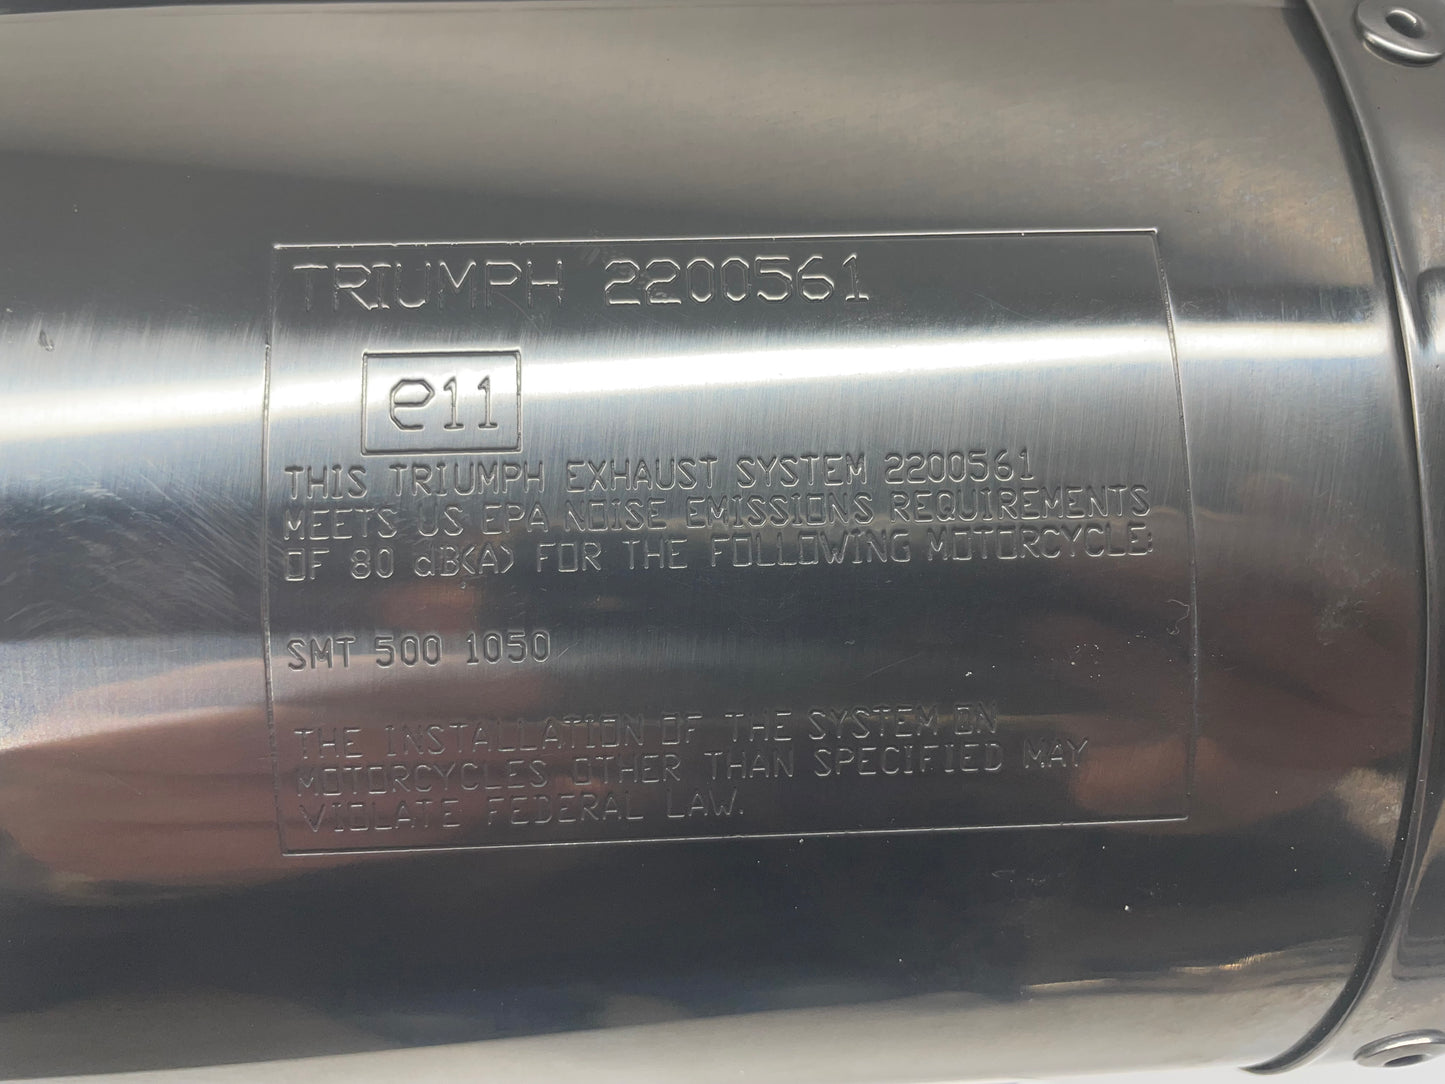 TRIUMPH 2200561
e11
THIS TRIUMPH EXHAUST SYSTEM 2200561
MEETS US EPA NOISE EMISSIONS REQUIREMENTS
OF 80 dB(A) FOR THE FOLLOWING MOTORCYCLE:
SMT 500 1050
THE INSTALLATION OF THE SYSTEM ON
MOTORCYCLES OTHER THAN SPECIFIED MAY
VIOLATE FEDERAL LAW.